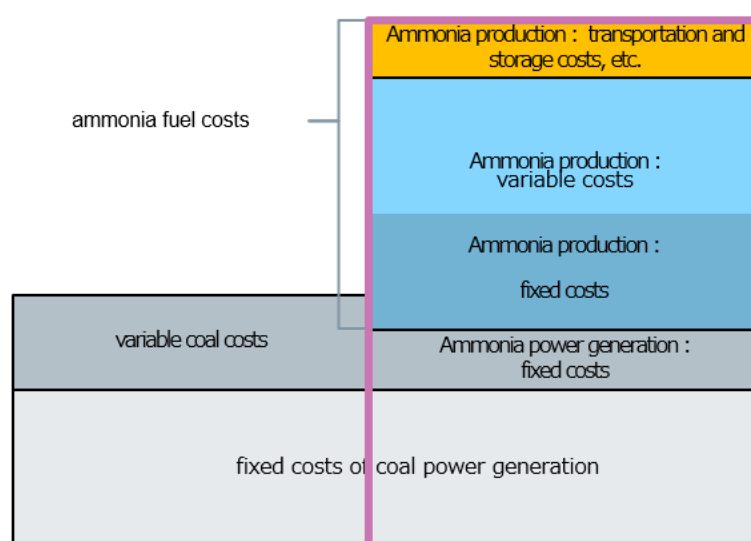 Ammonia production : transportation and
storage costs, etc.
ammonia fuel costs
Ammonia production :
variable costs
Ammonia production :
fixed costs
variable coal costs
Ammonia power generation :
fixed costs
fixed costs of coal power generation